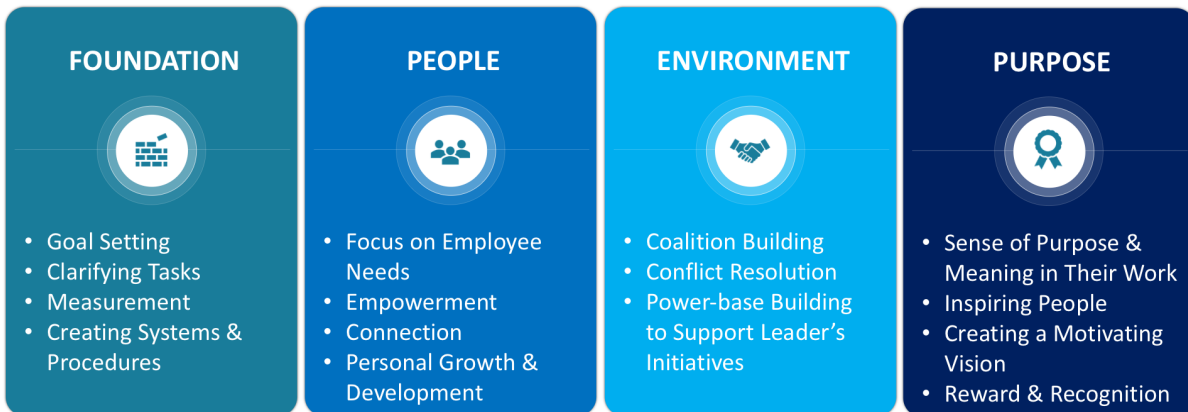 FOUNDATION
• Goal Setting
• Clarifying Tasks
• Measurement
• Creating Systems &
Procedures
PEOPLE
• Focus on Employee
Needs
• Empowerment
• Connection
• Personal Growth &
Development
ENVIRONMENT
• Coalition Building
• Conflict Resolution
• Power-base Building
to Support Leader’s
Initiatives
PURPOSE
• Sense of Purpose &
Meaning in Their Work
• Inspiring People
• Creating a Motivating
Vision
• Reward & Recognition